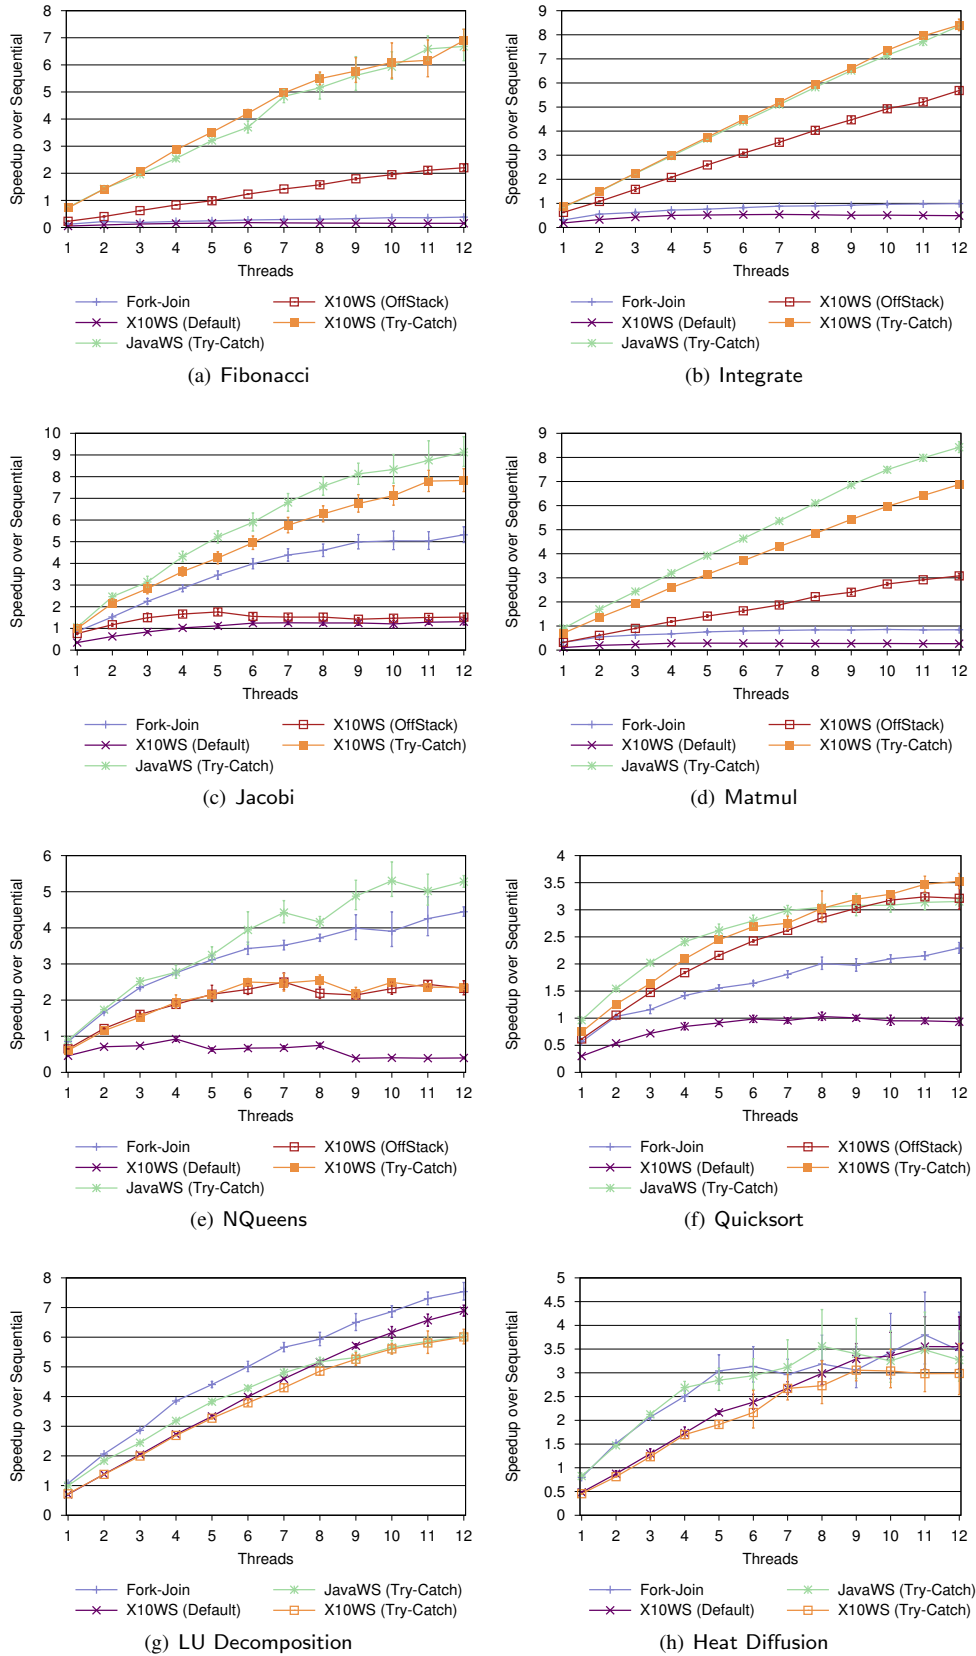 Speedup over Sequential
8
7
6
5
4
3
2
1
0
1 2 3 4 5 6 7 8 9 10 11 12
Threads
Fork-Join
X10WS (Default)
JavaWS (Try-Catch)
X10WS (OffStack)
X10WS (Try-Catch)
(a) Fibonacci
Speedup over Sequential
9
8
7
6
5
4
3
2
1
0
1 2 3 4 5 6 7 8 9 10 11 12
Threads
Fork-Join
X10WS (Default)
JavaWS (Try-Catch)
X10WS (OffStack)
X10WS (Try-Catch)
(b) Integrate
Speedup over Sequential
10
9
8
7
6
5
4
3
2
1
0
1 2 3 4 5 6 7 8 9 10 11 12
Threads
Fork-Join
X10WS (Default)
JavaWS (Try-Catch)
X10WS (OffStack)
X10WS (Try-Catch)
(c) Jacobi
Speedup over Sequential
9
8
7
6
5
4
3
2
1
0
1 2 3 4 5 6 7 8 9 10 11 12
Threads
Fork-Join
X10WS (Default)
JavaWS (Try-Catch)
X10WS (OffStack)
X10WS (Try-Catch)
(d) Matmul
Speedup over Sequential
6
5
4
3
2
1
0
1 2 3 4 5 6 7 8 9 10 11 12
Threads
Fork-Join
X10WS (Default)
JavaWS (Try-Catch)
X10WS (OffStack)
X10WS (Try-Catch)
(e) NQueens
Speedup over Sequential
4
3.5
3
2.5
2
1.5
1
0.5
0
1 2 3 4 5 6 7 8 9 10 11 12
Threads
Fork-Join
X10WS (Default)
JavaWS (Try-Catch)
X10WS (OffStack)
X10WS (Try-Catch)
(f) Quicksort
Speedup over Sequential
8
7
6
5
4
3
2
1
0
1 2 3 4 5 6 7 8 9 10 11 12
Threads
Fork-Join
X10WS (Default)
JavaWS (Try-Catch)
X10WS (Try-Catch)
(g) LU Decomposition
Speedup over Sequential
5
4.5
4
3.5
3
2.5
2
1.5
1
0.5
0
1 2 3 4 5 6 7 8 9 10 11 12
Threads
Fork-Join
X10WS (Default)
JavaWS (Try-Catch)
X10WS (Try-Catch)
(h) Heat Diffusion